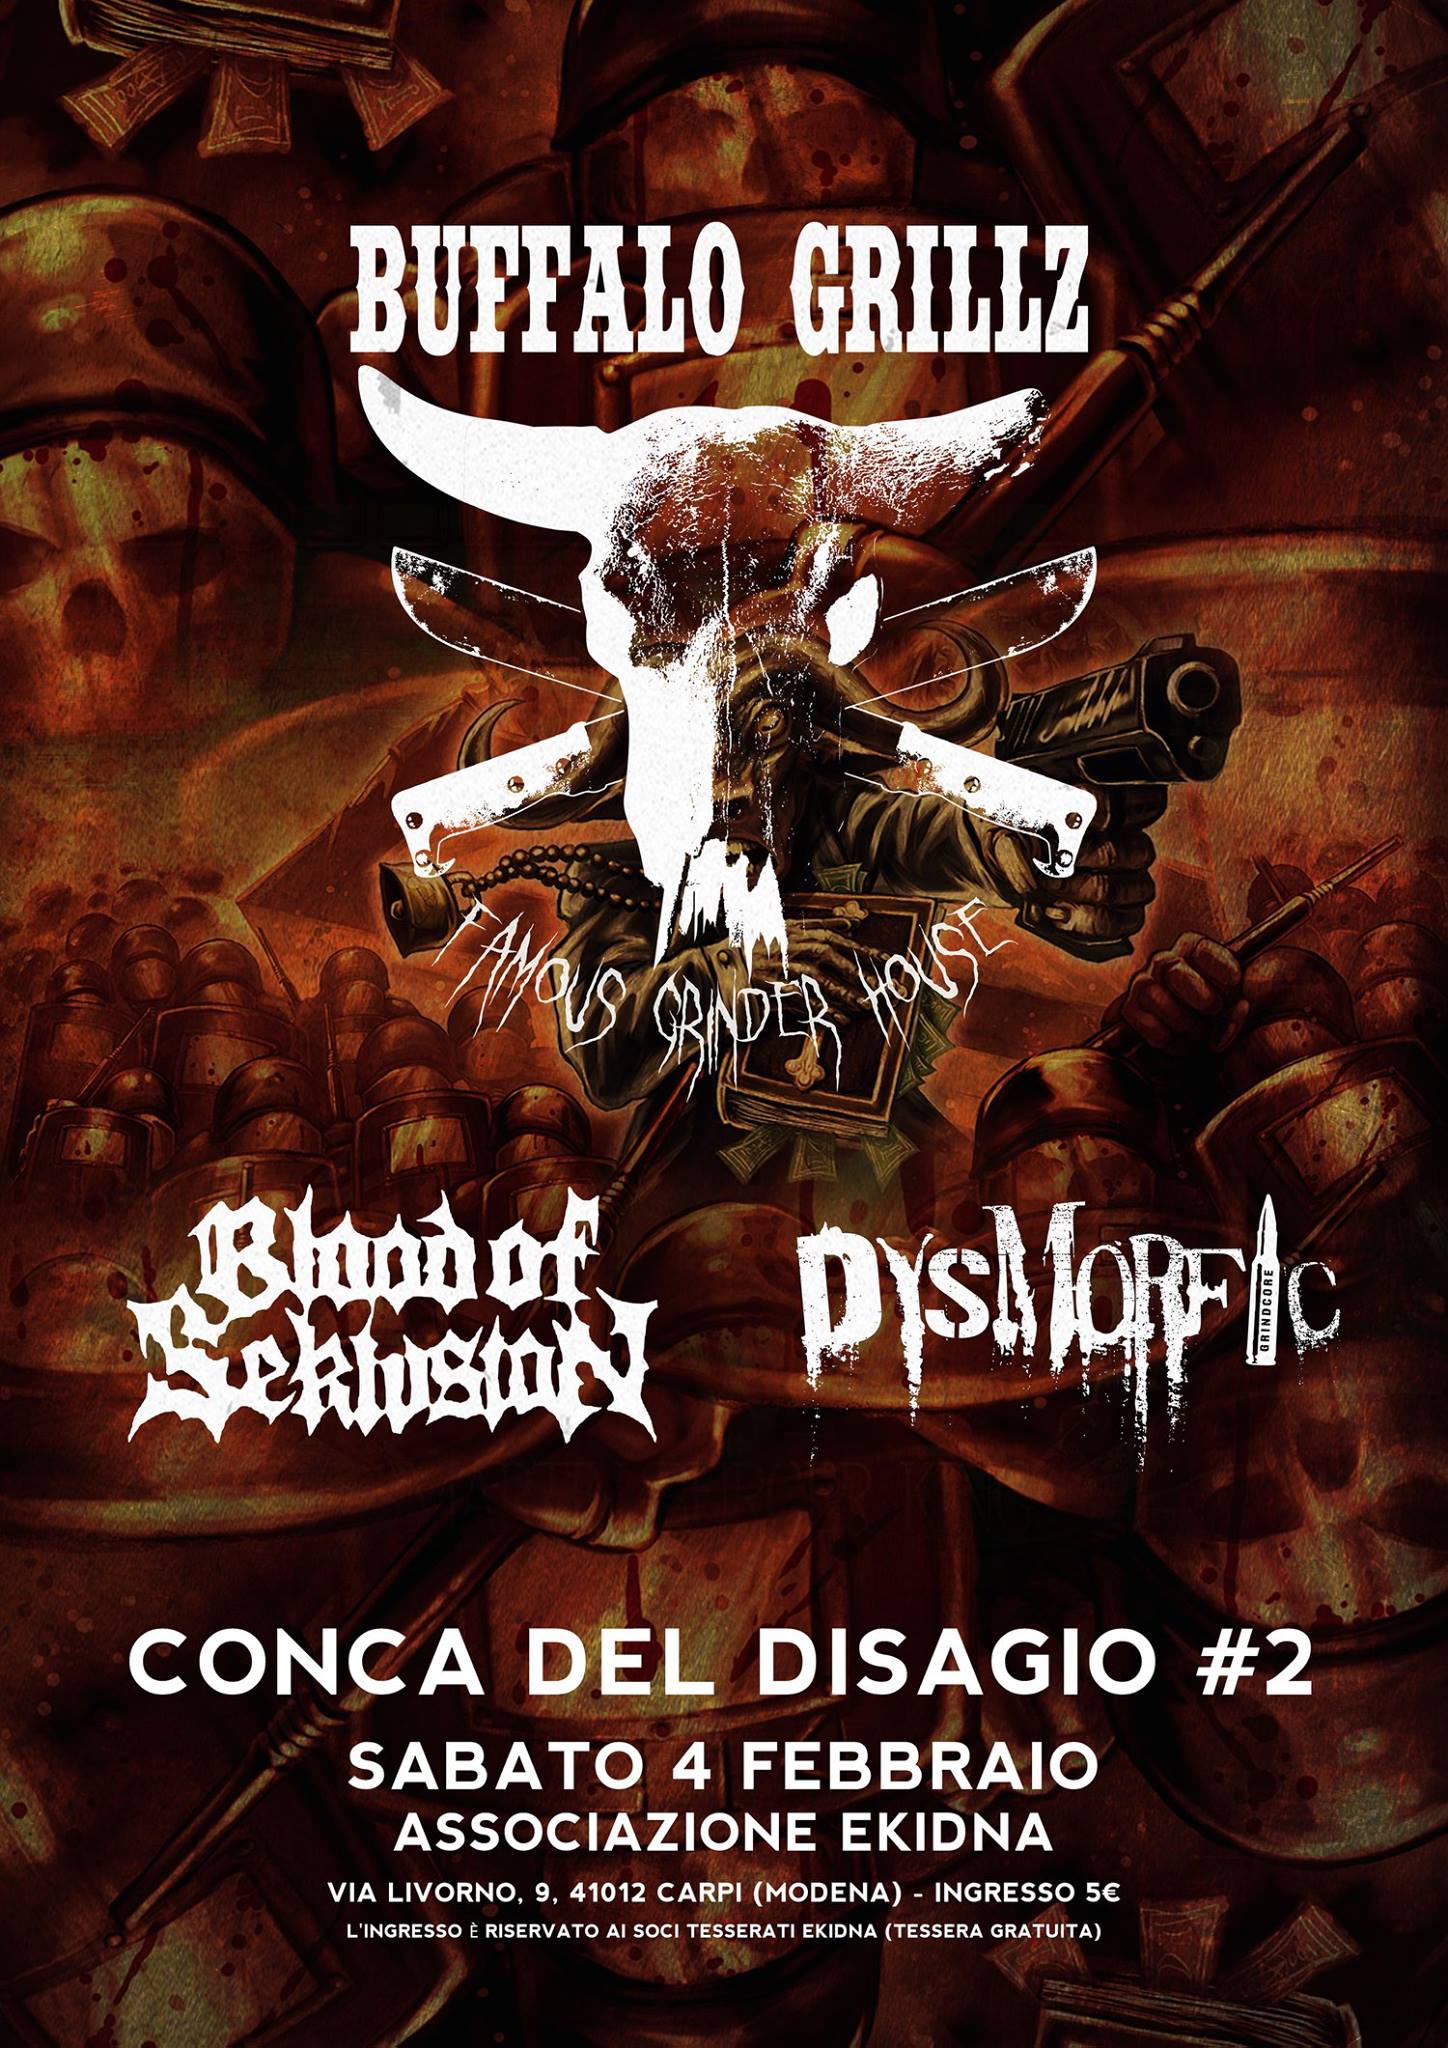 BUFFALO GRILLZ
FAMOUS GRINDER HOUSE
Blood of
Sekluston
DYSMORFIC
GRINDCORE
CONCA DEL DISAGIO #2
SABATO 4 FEBBRAIO
ASSOCIAZIONE EKIDNA
VIA LIVORNO, 9, 41012 CARPI (MODENA) - INGRESSO 5€
L'INGRESSO È RISERVATO AI SOCI TESSERATI EKIDNA (TESSERA GRATUITA)